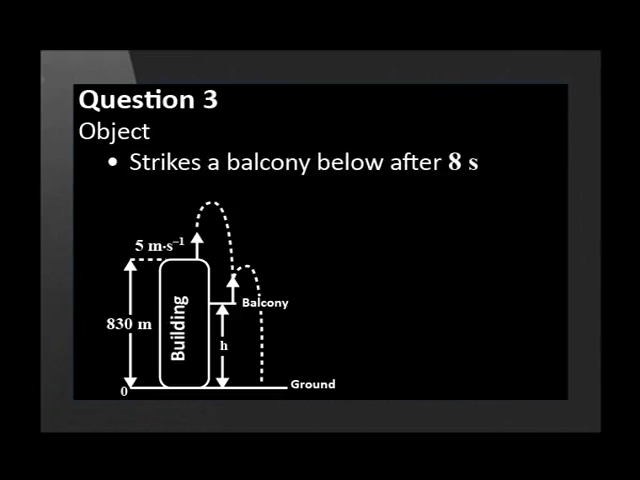 Question 3
Object
• Strikes a balcony below after 8 s
5 m·s⁻¹
Building
Balcony
830 m
h
0
Ground